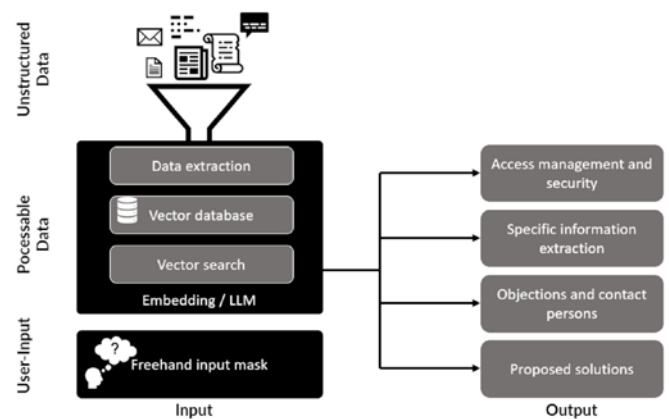 Unstructured
Data
Pocessable
Data
User-Input
Data extraction
Vector database
Vector search
Embedding / LLM
?
Freehand input mask
Input
Access management and
security
Specific information
extraction
Objections and contact
persons
Proposed solutions
Output